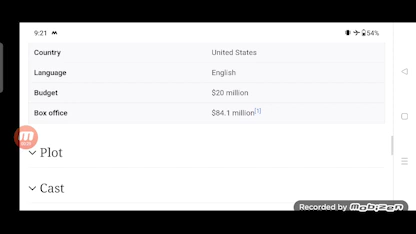 9:21 54%
Country United States
Language English
Budget $20 million
Box office $84.1 million[1]
Plot
Cast
Recorded by Mobizen